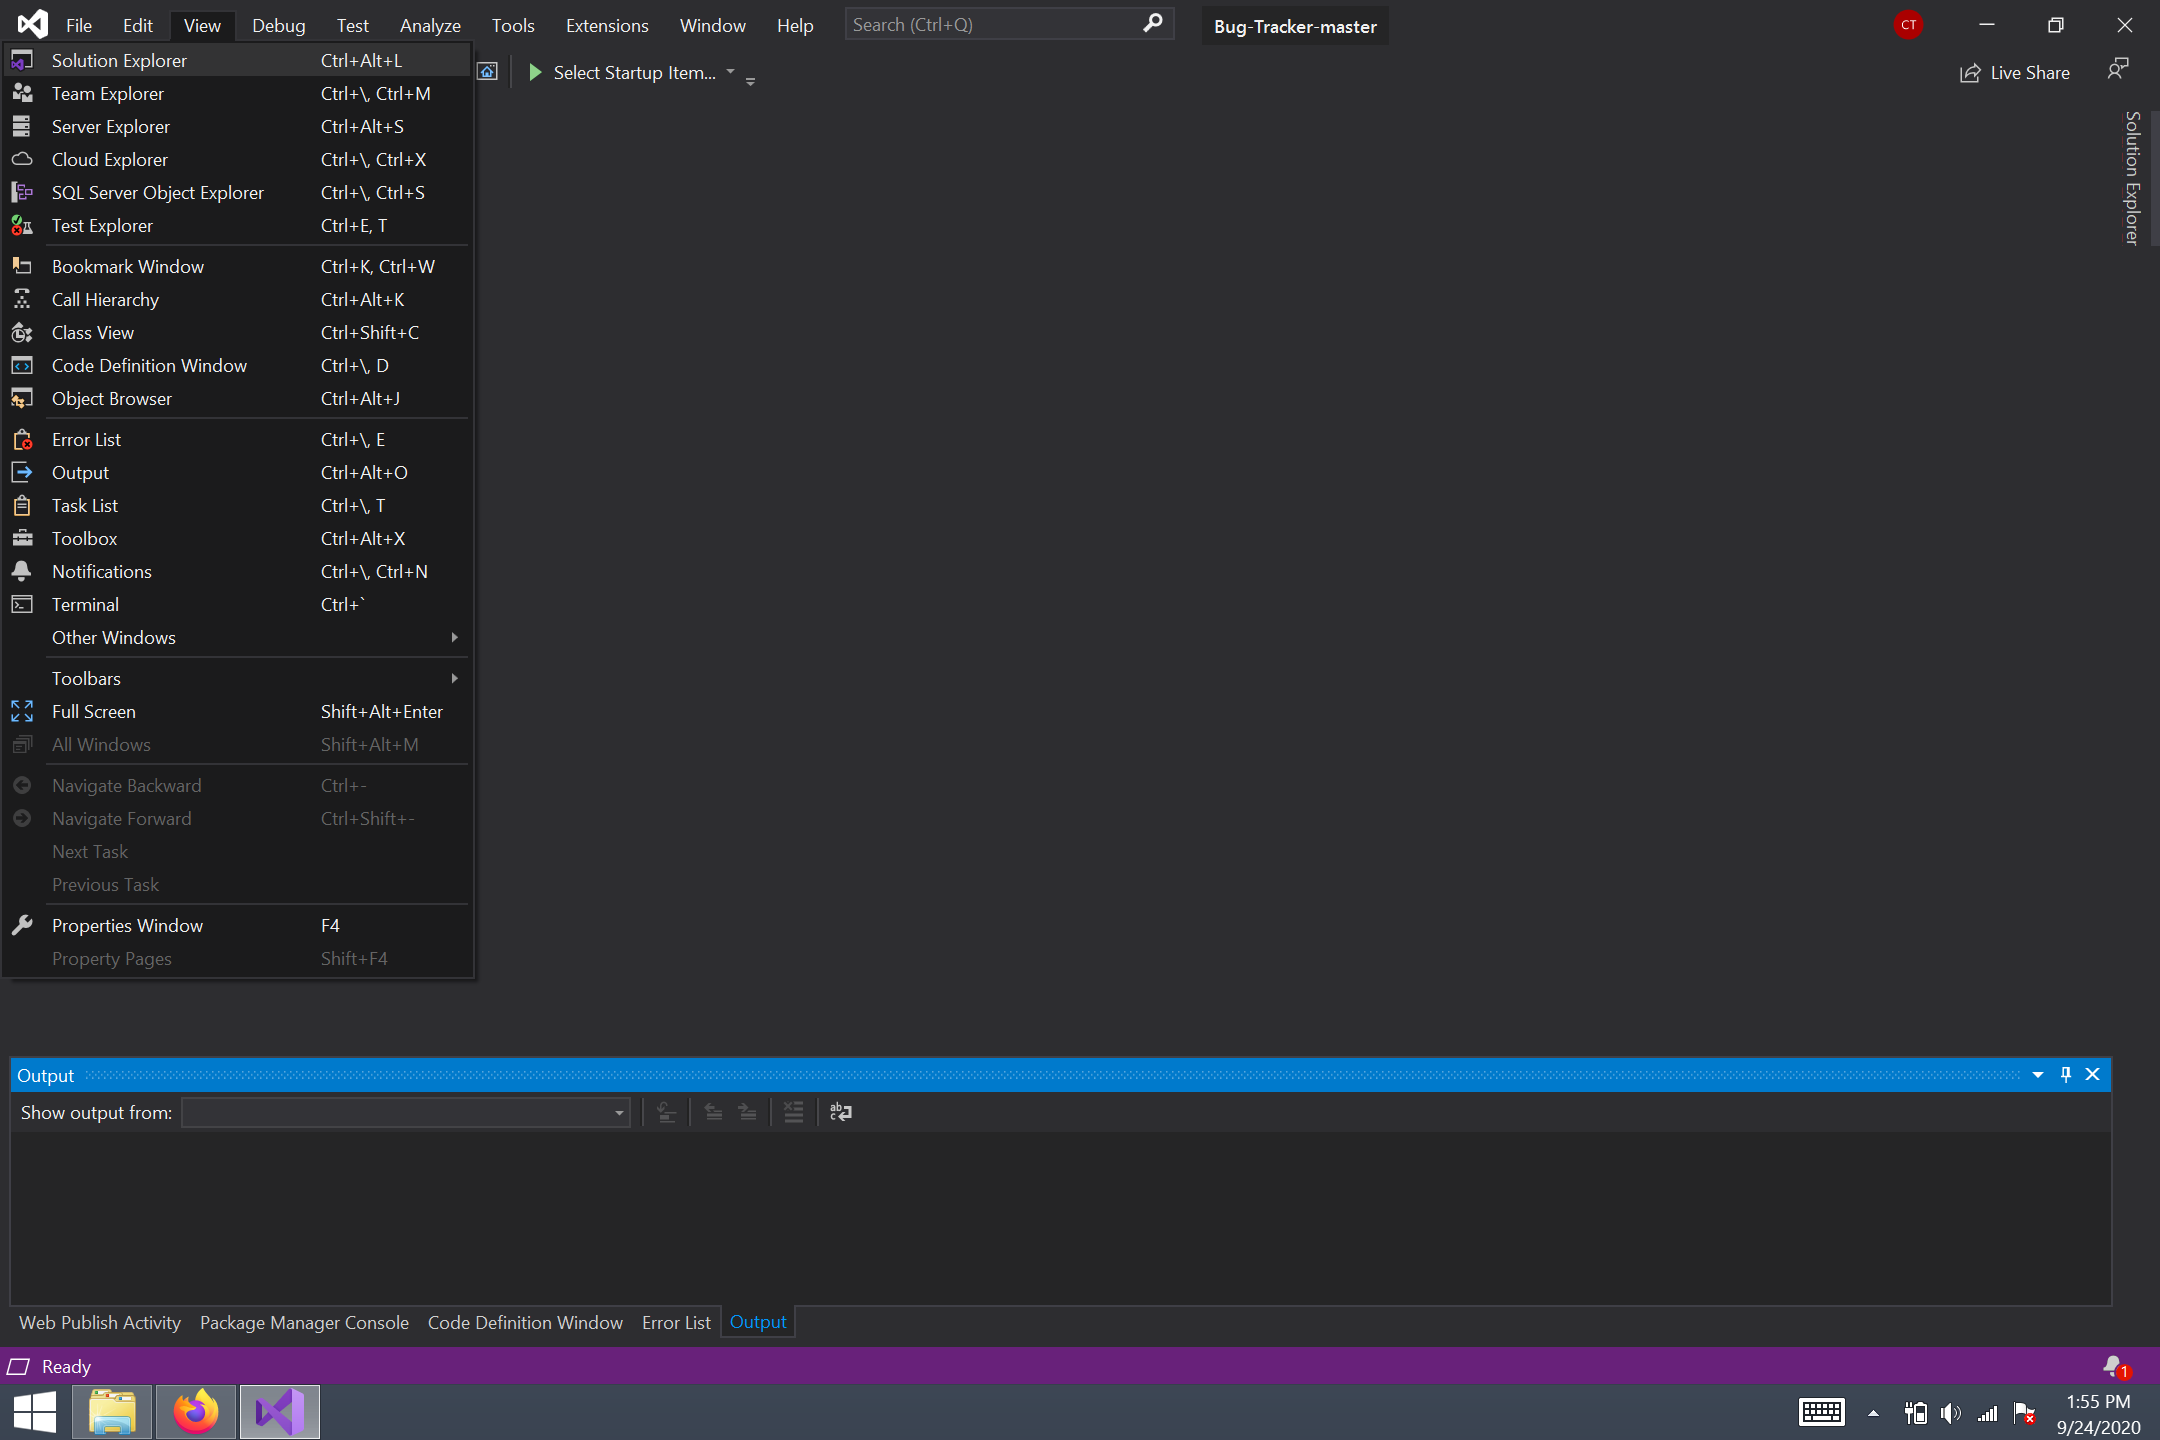 File Edit View Debug Test Analyze Tools Extensions Window Help Search (Ctrl+Q) Bug-Tracker-master CT
Select Startup Item... Live Share
Solution Explorer Ctrl+Alt+L
Team Explorer Ctrl+\, Ctrl+M
Server Explorer Ctrl+Alt+S
Cloud Explorer Ctrl+\, Ctrl+X
SQL Server Object Explorer Ctrl+\, Ctrl+S
Test Explorer Ctrl+E, T
Bookmark Window Ctrl+K, Ctrl+W
Call Hierarchy Ctrl+Alt+K
Class View Ctrl+Shift+C
Code Definition Window Ctrl+\, D
Object Browser Ctrl+Alt+J
Error List Ctrl+\, E
Output Ctrl+Alt+O
Task List Ctrl+\, T
Toolbox Ctrl+Alt+X
Notifications Ctrl+\, Ctrl+N
Terminal Ctrl+`
Other Windows
Toolbars
Full Screen Shift+Alt+Enter
All Windows Shift+Alt+M
Navigate Backward Ctrl+-
Navigate Forward Ctrl+Shift+-
Next Task
Previous Task
Properties Window F4
Property Pages Shift+F4
Solution Explorer
Output
Show output from:
Web Publish Activity Package Manager Console Code Definition Window Error List Output
Ready 1
1:55 PM
9/24/2020